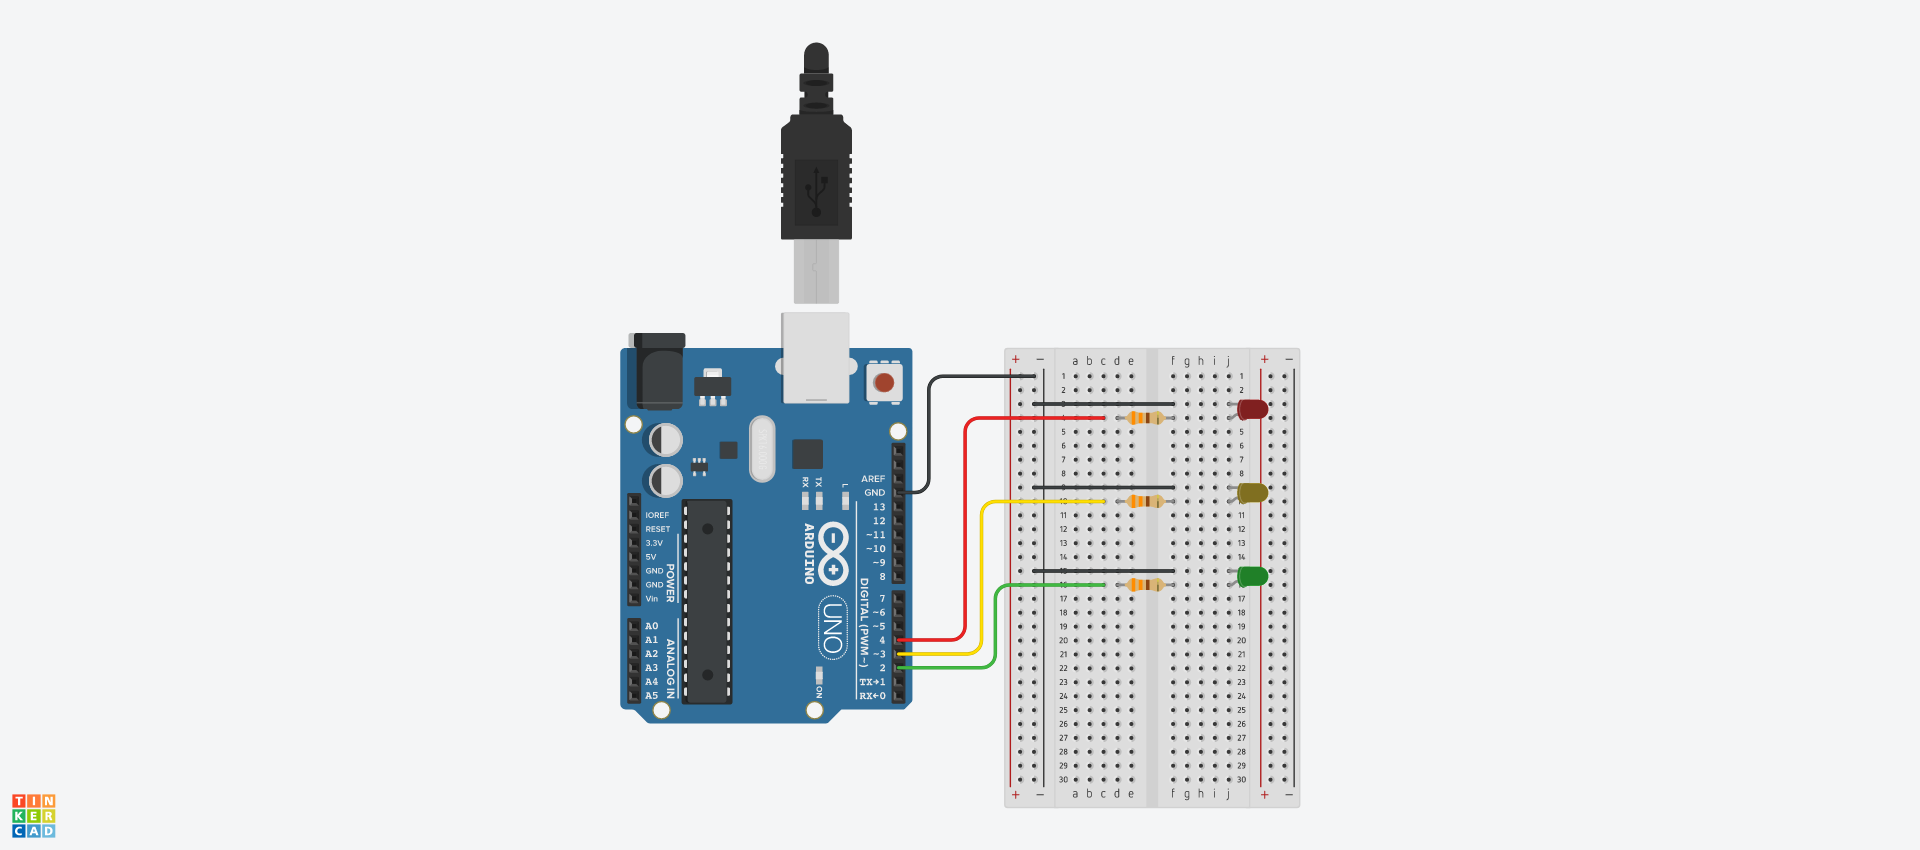 AREF
GND
13
12
~11
~10
~9
8
7
~6
~5
4
~3
2
TX→1
RX←0
DIGITAL (PWM~)
RX
TX
L
ARDUINO
UNO
ON
IOREF
RESET
3.3V
5V
GND
GND
Vin
POWER
A0
A1
A2
A3
A4
A5
ANALOG IN
+ − a b c d e f g h i j + −
1 1
2 2
5 5
6 6
7 7
8 8
11 11
12 12
13 13
14 14
17 17
18 18
19 19
20 20
21 21
22 22
23 23
24 24
25 25
26 26
27 27
28 28
29 29
30 30
+ − a b c d e f g h i j + −
TIN
KER
CAD